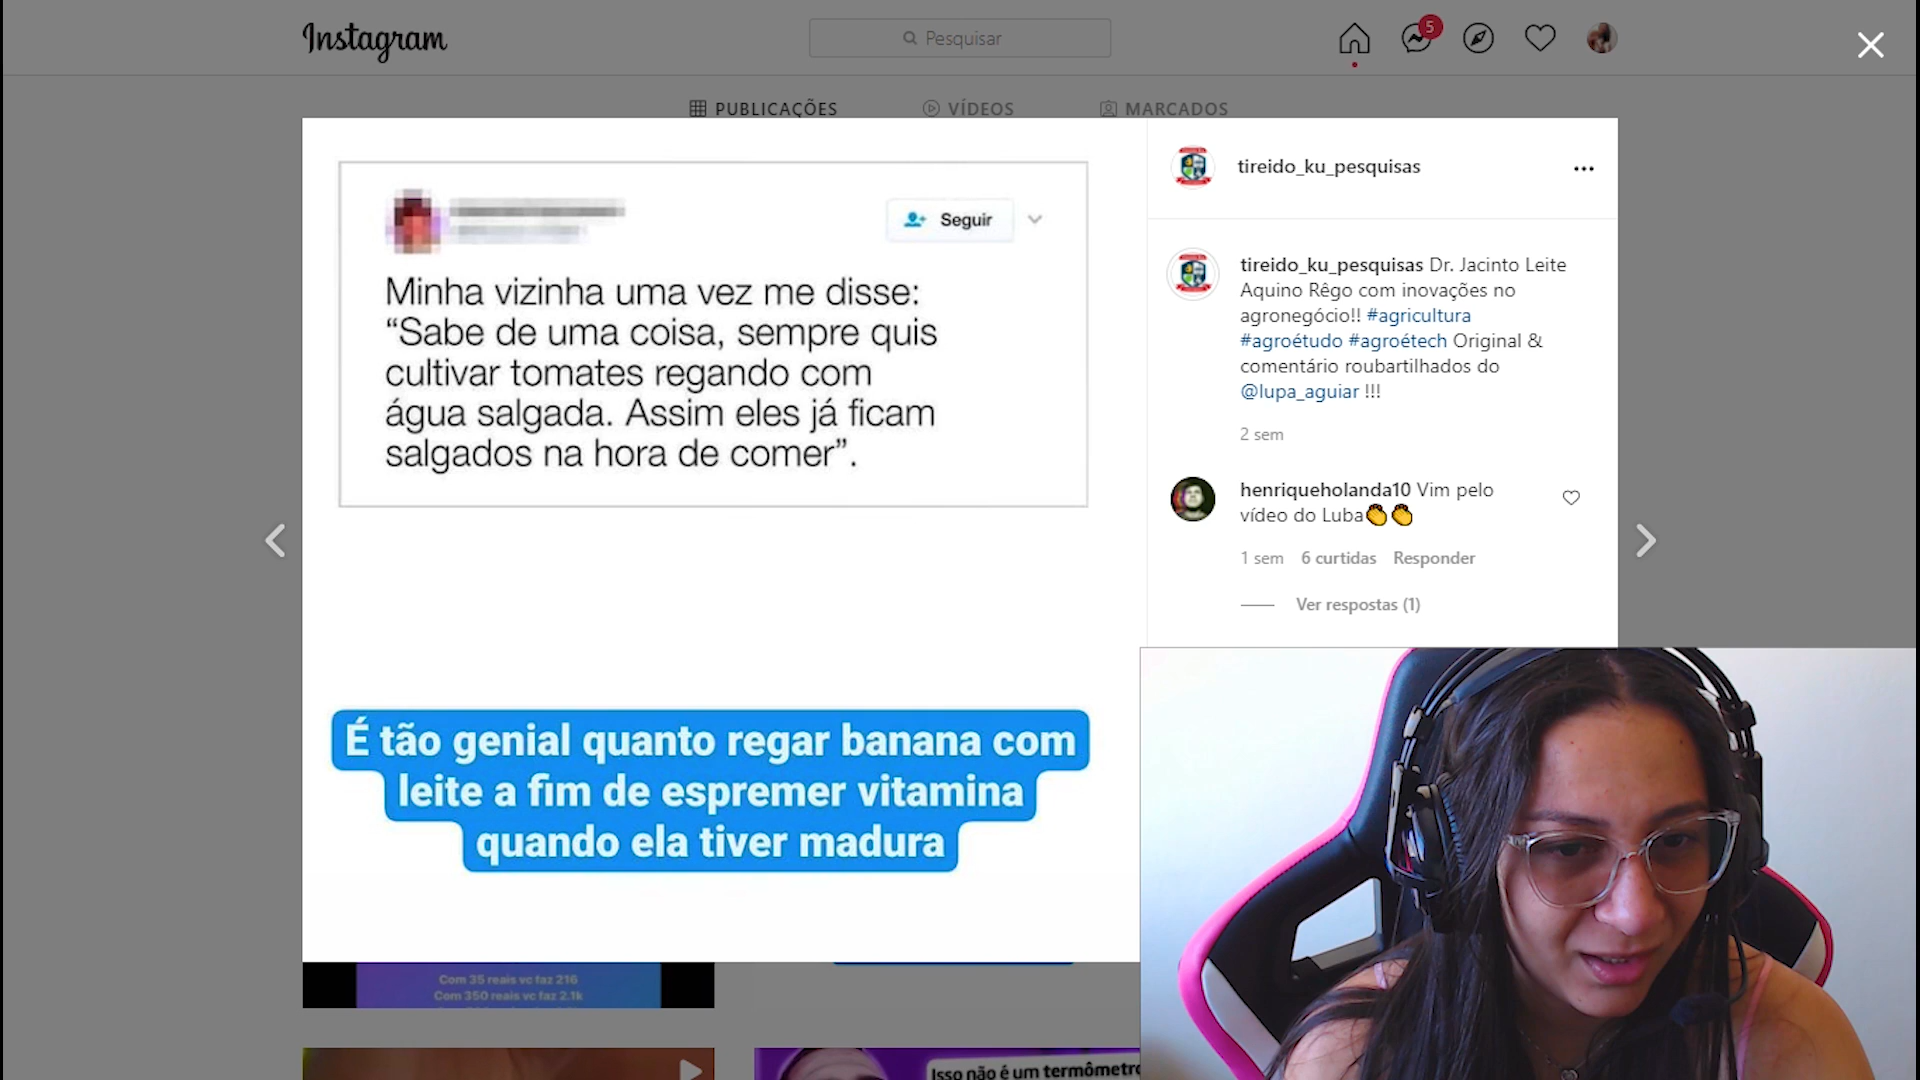 Instagram
Pesquisar
5
PUBLICAÇÕES
VÍDEOS
MARCADOS
Seguir
Minha vizinha uma vez me disse:
“Sabe de uma coisa, sempre quis
cultivar tomates regando com
água salgada. Assim eles já ficam
salgados na hora de comer”.
É tão genial quanto regar banana com
leite a fim de espremer vitamina
quando ela tiver madura
tireido_ku_pesquisas
tireido_ku_pesquisas Dr. Jacinto Leite
Aquino Rêgo com inovações no
agronegócio!! #agricultura
#agroétudo #agroétech Original &
comentário roubartilhados do
@lupa_aguiar !!!
2 sem
henriqueholanda10 Vim pelo
vídeo do Luba👏👏
1 sem 6 curtidas Responder
Ver respostas (1)
Com 35 reais vc faz 216
Com 350 reais vc faz 2.1k
Isso não é um termômetro